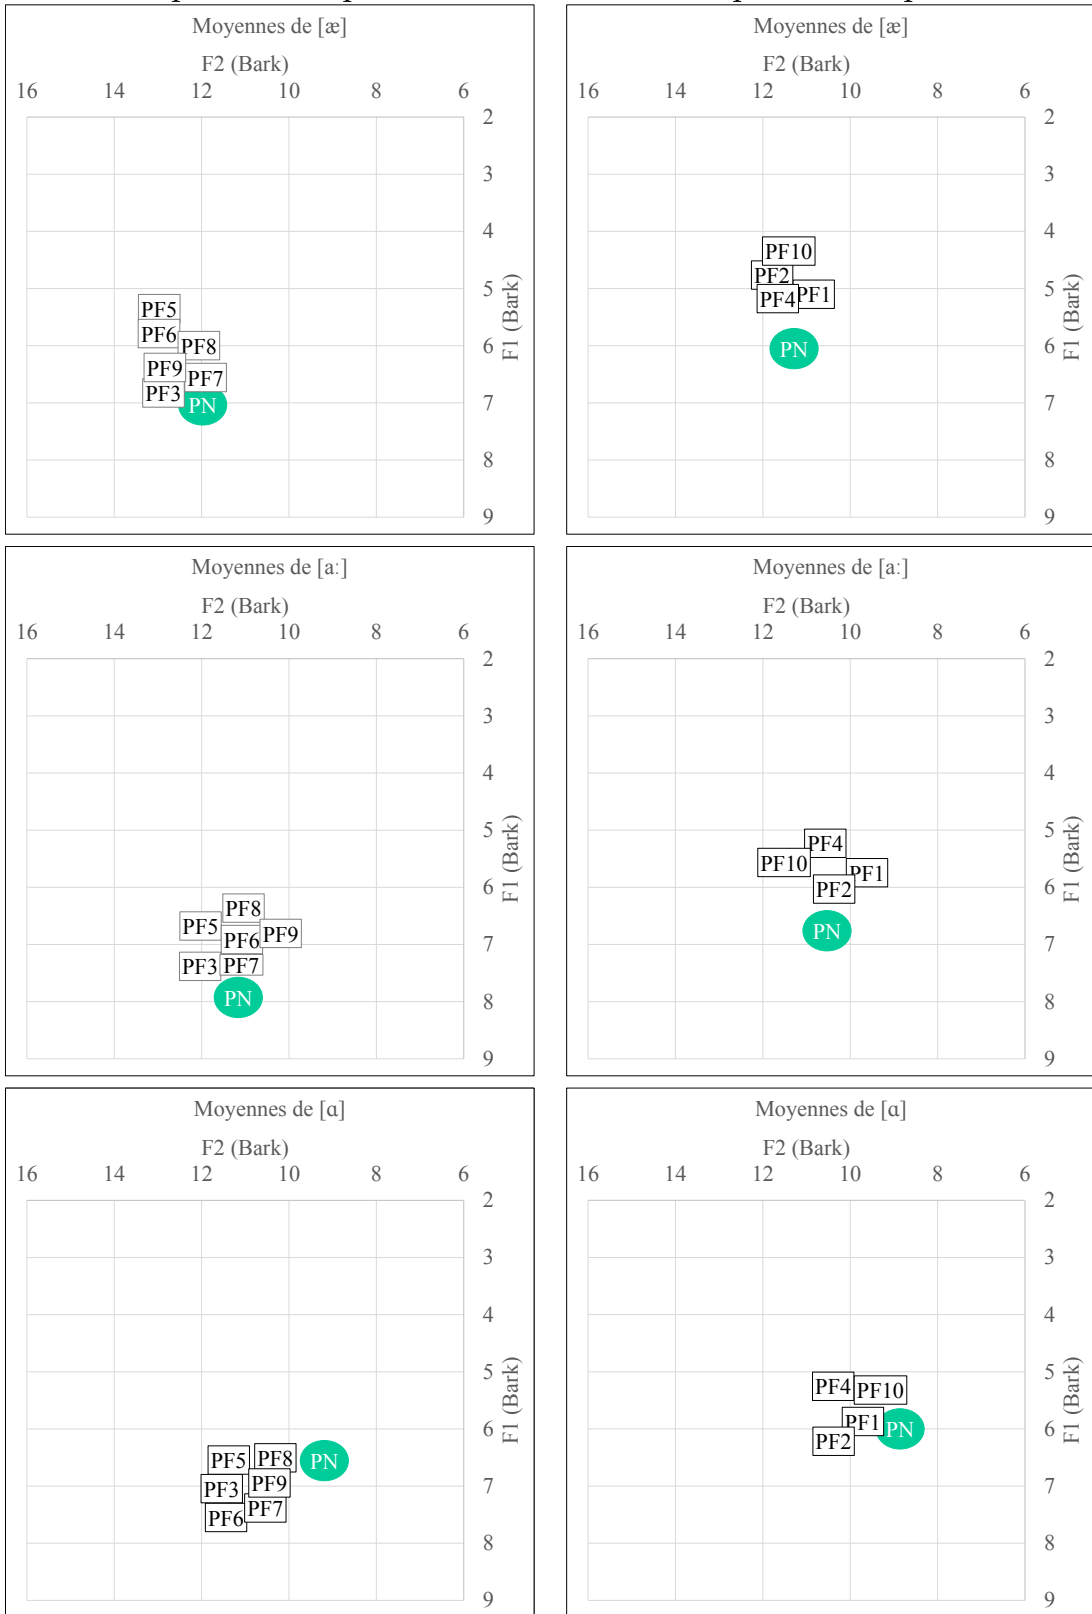 Moyennes de [æ]
F2 (Bark)
16 14 12 10 8 6
2
3
4
5
6
7
8
9
F1 (Bark)
PF5
PF6
PF8
PF9
PF7
PF3
PN
Moyennes de [æ]
F2 (Bark)
16 14 12 10 8 6
2
3
4
5
6
7
8
9
F1 (Bark)
PF10
PF2
PF4
PF1
PN
Moyennes de [a:]
F2 (Bark)
16 14 12 10 8 6
2
3
4
5
6
7
8
9
F1 (Bark)
PF8
PF5
PF9
PF6
PF3
PF7
PN
Moyennes de [a:]
F2 (Bark)
16 14 12 10 8 6
2
3
4
5
6
7
8
9
F1 (Bark)
PF4
PF10
PF1
PF2
PN
Moyennes de [ɑ]
F2 (Bark)
16 14 12 10 8 6
2
3
4
5
6
7
8
9
F1 (Bark)
PF5
PF8
PN
PF3
PF9
PF7
PF6
Moyennes de [ɑ]
F2 (Bark)
16 14 12 10 8 6
2
3
4
5
6
7
8
9
F1 (Bark)
PF4
PF10
PF1
PN
PF2